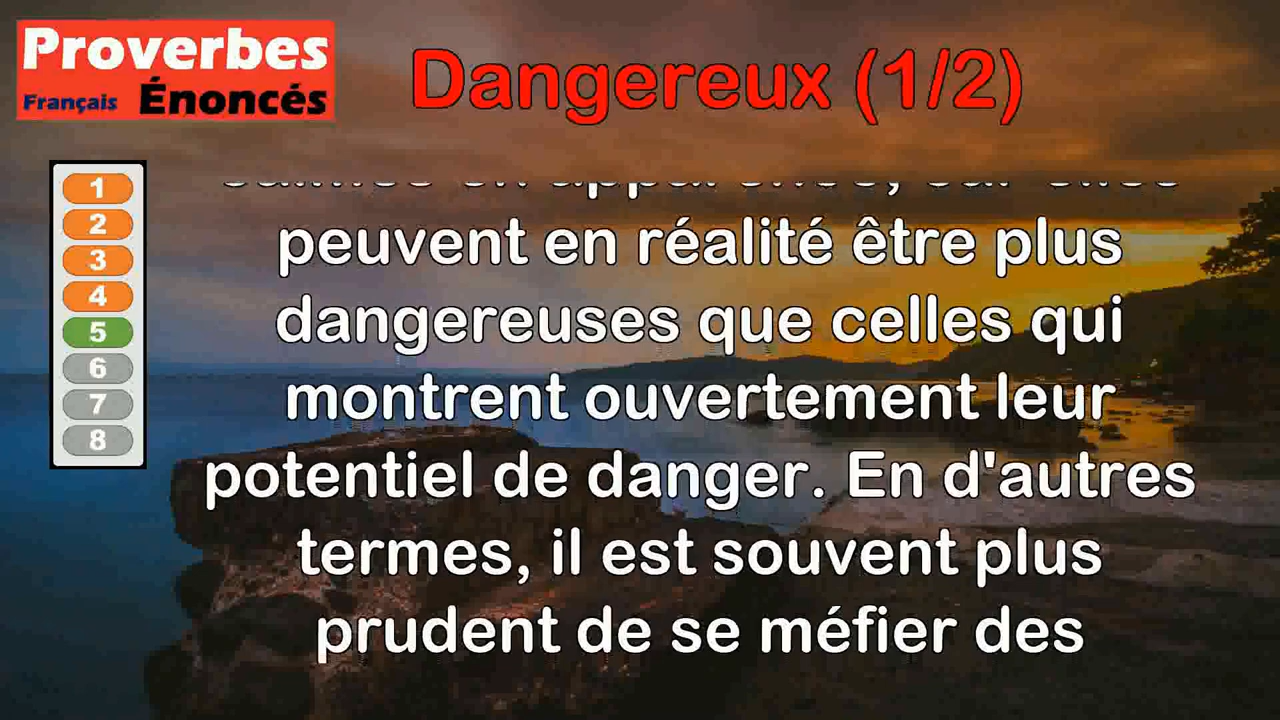 Proverbes
Français Énoncés
Dangereux (1/2)
1
2
3
4
5
6
7
8
peuvent en réalité être plus
dangereuses que celles qui
montrent ouvertement leur
potentiel de danger. En d'autres
termes, il est souvent plus
prudent de se méfier des